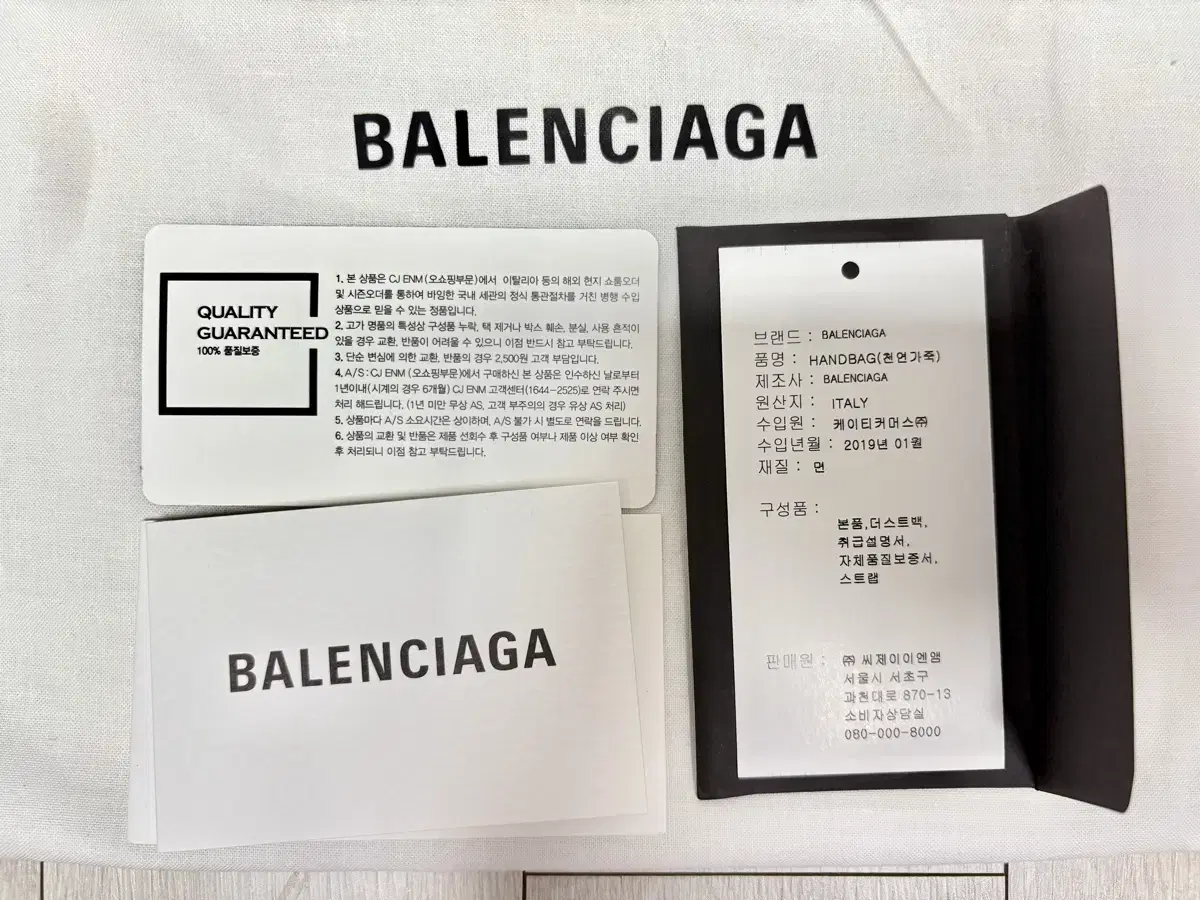 BALENCIAGA
QUALITY
GUARANTEED
100% 품질보증
1. 본 상품은 CJ ENM (오쇼핑부문)에서 이탈리아 등의 해외 현지 쇼룸오더
및 시즌오더를 통하여 바잉한 국내 세관의 정식 통관절차를 거친 병행 수입
상품으로 믿을 수 있는 정품입니다.
2. 고가 명품의 특성상 구성품 누락, 택 제거나 박스 훼손, 분실, 사용 흔적이
있을 경우 교환, 반품이 어려울 수 있으니 이점 반드시 참고 부탁드립니다.
3. 단순 변심에 의한 교환, 반품의 경우 2,500원 고객 부담입니다.
4. A/S : CJ ENM (오쇼핑부문)에서 구매하신 본 상품은 인수하신 날로부터
1년이내(시계의 경우 6개월) CJ ENM 고객센터(1644-2525)로 연락 주시면
처리 해드립니다. (1년 미만 무상 AS, 고객 부주의의 경우 유상 AS 처리)
5. 상품마다 A/S 소요시간은 상이하며, A/S 불가 시 별도로 연락을 드립니다.
6. 상품의 교환 및 반품은 제품 선회수 후 구성품 여부나 제품 이상 여부 확인
후 처리되니 이점 참고 부탁드립니다.
BALENCIAGA
브랜드 : BALENCIAGA
품명 : HANDBAG(천연가죽)
제조사 : BALENCIAGA
원산지 : ITALY
수입원 : 케이티커머스㈜
수입년월 : 2019년 01월
재질 : 면
구성품 :
본품,더스트백,
취급설명서,
자체품질보증서,
스트랩
판매원 : ㈜ 씨제이이엔앰
서울시 서초구
과천대로 870-13
소비자상담실
080-000-8000